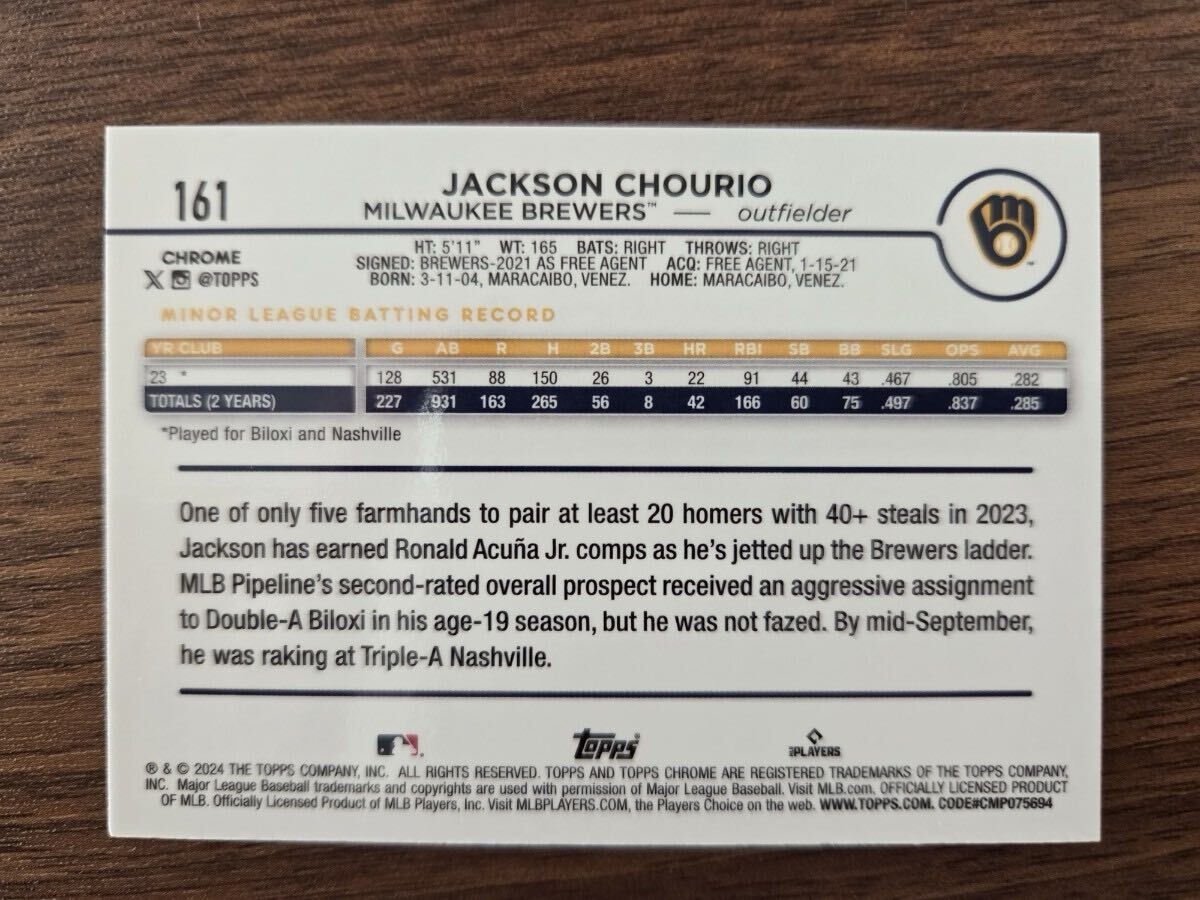 161
JACKSON CHOURIO
MILWAUKEE BREWERS™ — outfielder
CHROME
@TOPPS
HT: 5'11" WT: 165 BATS: RIGHT THROWS: RIGHT
SIGNED: BREWERS-2021 AS FREE AGENT ACQ: FREE AGENT, 1-15-21
BORN: 3-11-04, MARACAIBO, VENEZ. HOME: MARACAIBO, VENEZ.
MINOR LEAGUE BATTING RECORD
YR CLUB G AB R H 2B 3B HR RBI SB BB SLG OPS AVG
23 * 128 531 88 150 26 3 22 91 44 43 .467 .805 .282
TOTALS (2 YEARS) 227 931 163 265 56 8 42 166 60 75 .497 .837 .285
*Played for Biloxi and Nashville
One of only five farmhands to pair at least 20 homers with 40+ steals in 2023,
Jackson has earned Ronald Acuña Jr. comps as he's jetted up the Brewers ladder.
MLB Pipeline's second-rated overall prospect received an aggressive assignment
to Double-A Biloxi in his age-19 season, but he was not fazed. By mid-September,
he was raking at Triple-A Nashville.
topps
MLB PLAYERS
® & © 2024 THE TOPPS COMPANY, INC. ALL RIGHTS RESERVED. TOPPS AND TOPPS CHROME ARE REGISTERED TRADEMARKS OF THE TOPPS COMPANY,
INC. Major League Baseball trademarks and copyrights are used with permission of Major League Baseball. Visit MLB.com. OFFICIALLY LICENSED PRODUCT
OF MLB. Officially Licensed Product of MLB Players, Inc. Visit MLBPLAYERS.COM, the Players Choice on the web. WWW.TOPPS.COM. CODE#CMP075694